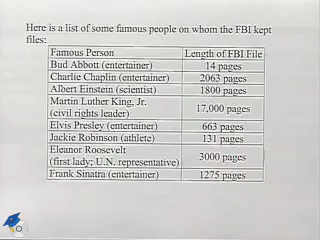 Here is a list of some famous people on whom the FBI kept
files:
Famous Person Length of FBI File
Bud Abbott (entertainer) 14 pages
Charlie Chaplin (entertainer) 2063 pages
Albert Einstein (scientist) 1800 pages
Martin Luther King, Jr.
(civil rights leader) 17,000 pages
Elvis Presley (entertainer) 663 pages
Jackie Robinson (athlete) 131 pages
Eleanor Roosevelt
(first lady; U.N. representative) 3000 pages
Frank Sinatra (entertainer) 1275 pages